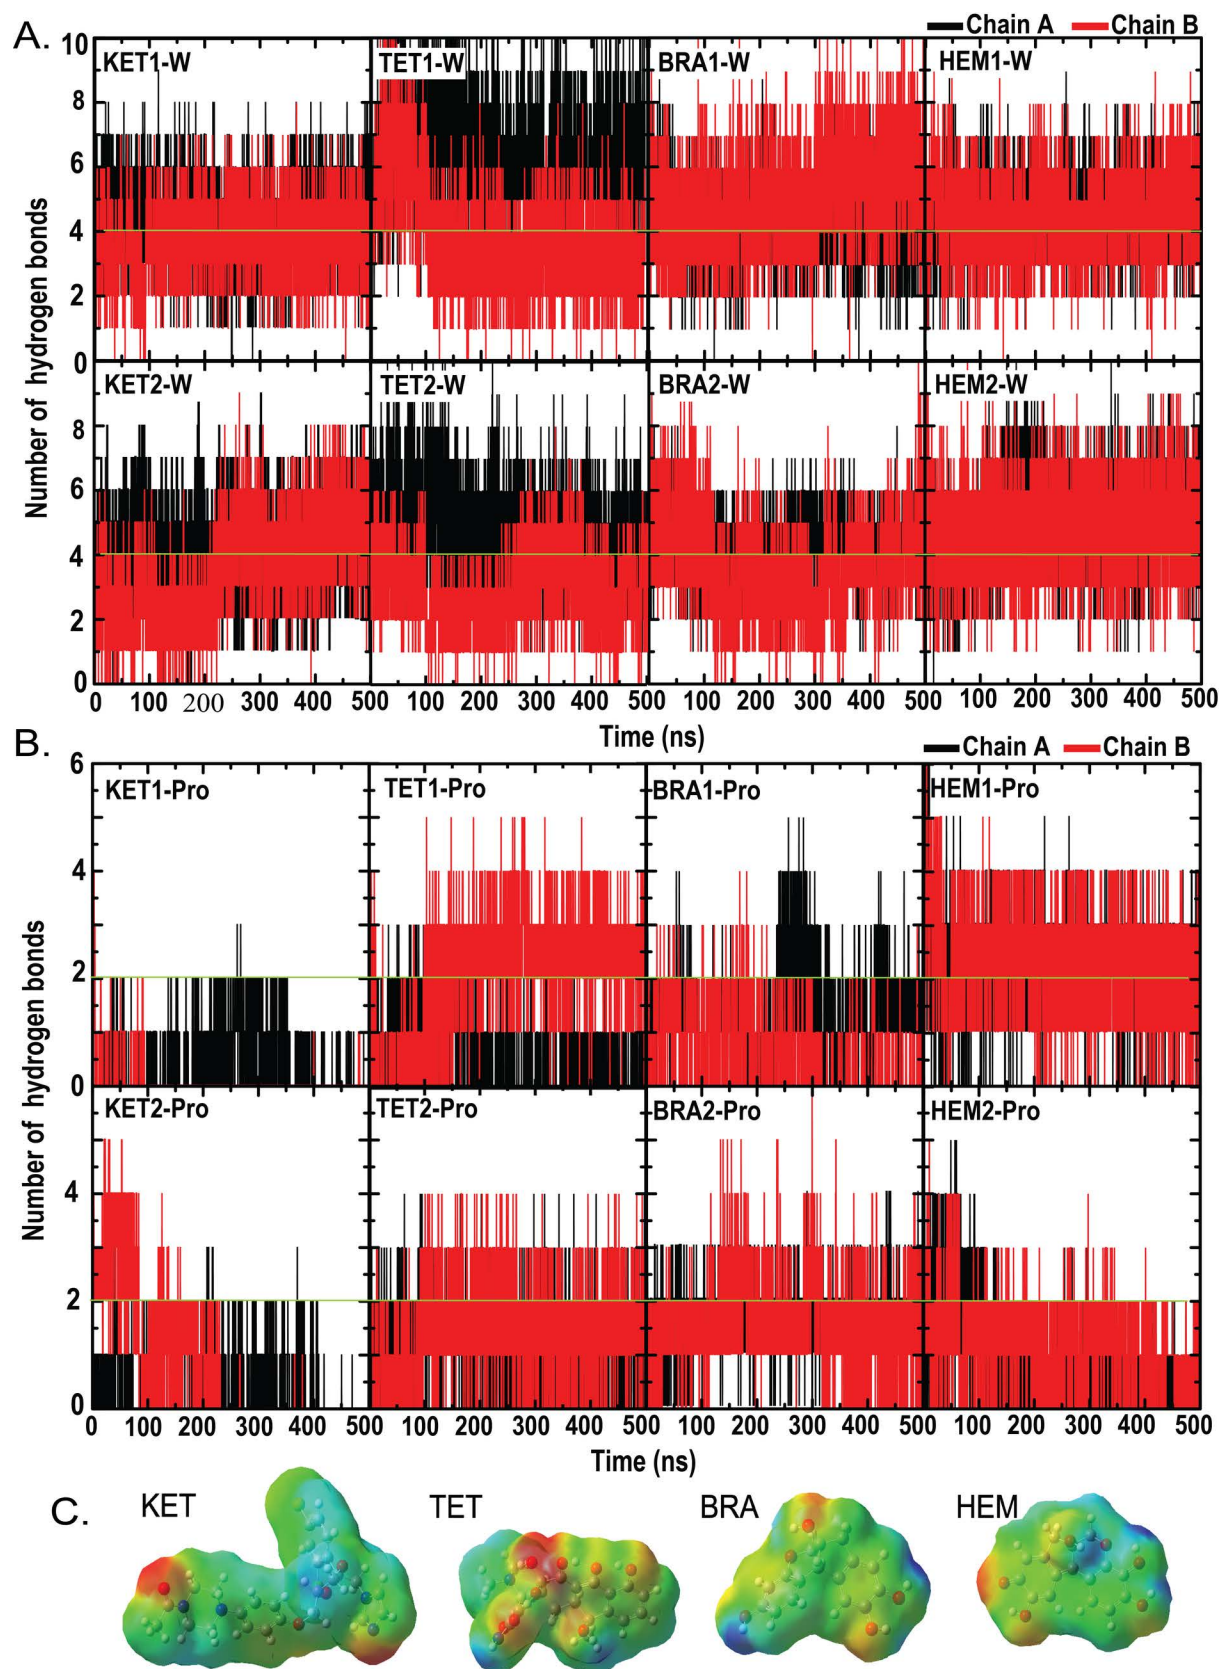 A.
Chain A Chain B
10 KET1-W TET1-W BRA1-W HEM1-W
8
6
4
2
0
KET2-W TET2-W BRA2-W HEM2-W
8
6
4
2
0
Number of hydrogen bonds
0 100 200 300 400 500 100 200 300 400 500 100 200 300 400 500 100 200 300 400 500
Time (ns)
B.
Chain A Chain B
6
KET1-Pro TET1-Pro BRA1-Pro HEM1-Pro
4
2
0
KET2-Pro TET2-Pro BRA2-Pro HEM2-Pro
4
2
0
Number of hydrogen bonds
0 100 200 300 400 500 100 200 300 400 500 100 200 300 400 500 100 200 300 400 500
Time (ns)
C.
KET TET BRA HEM